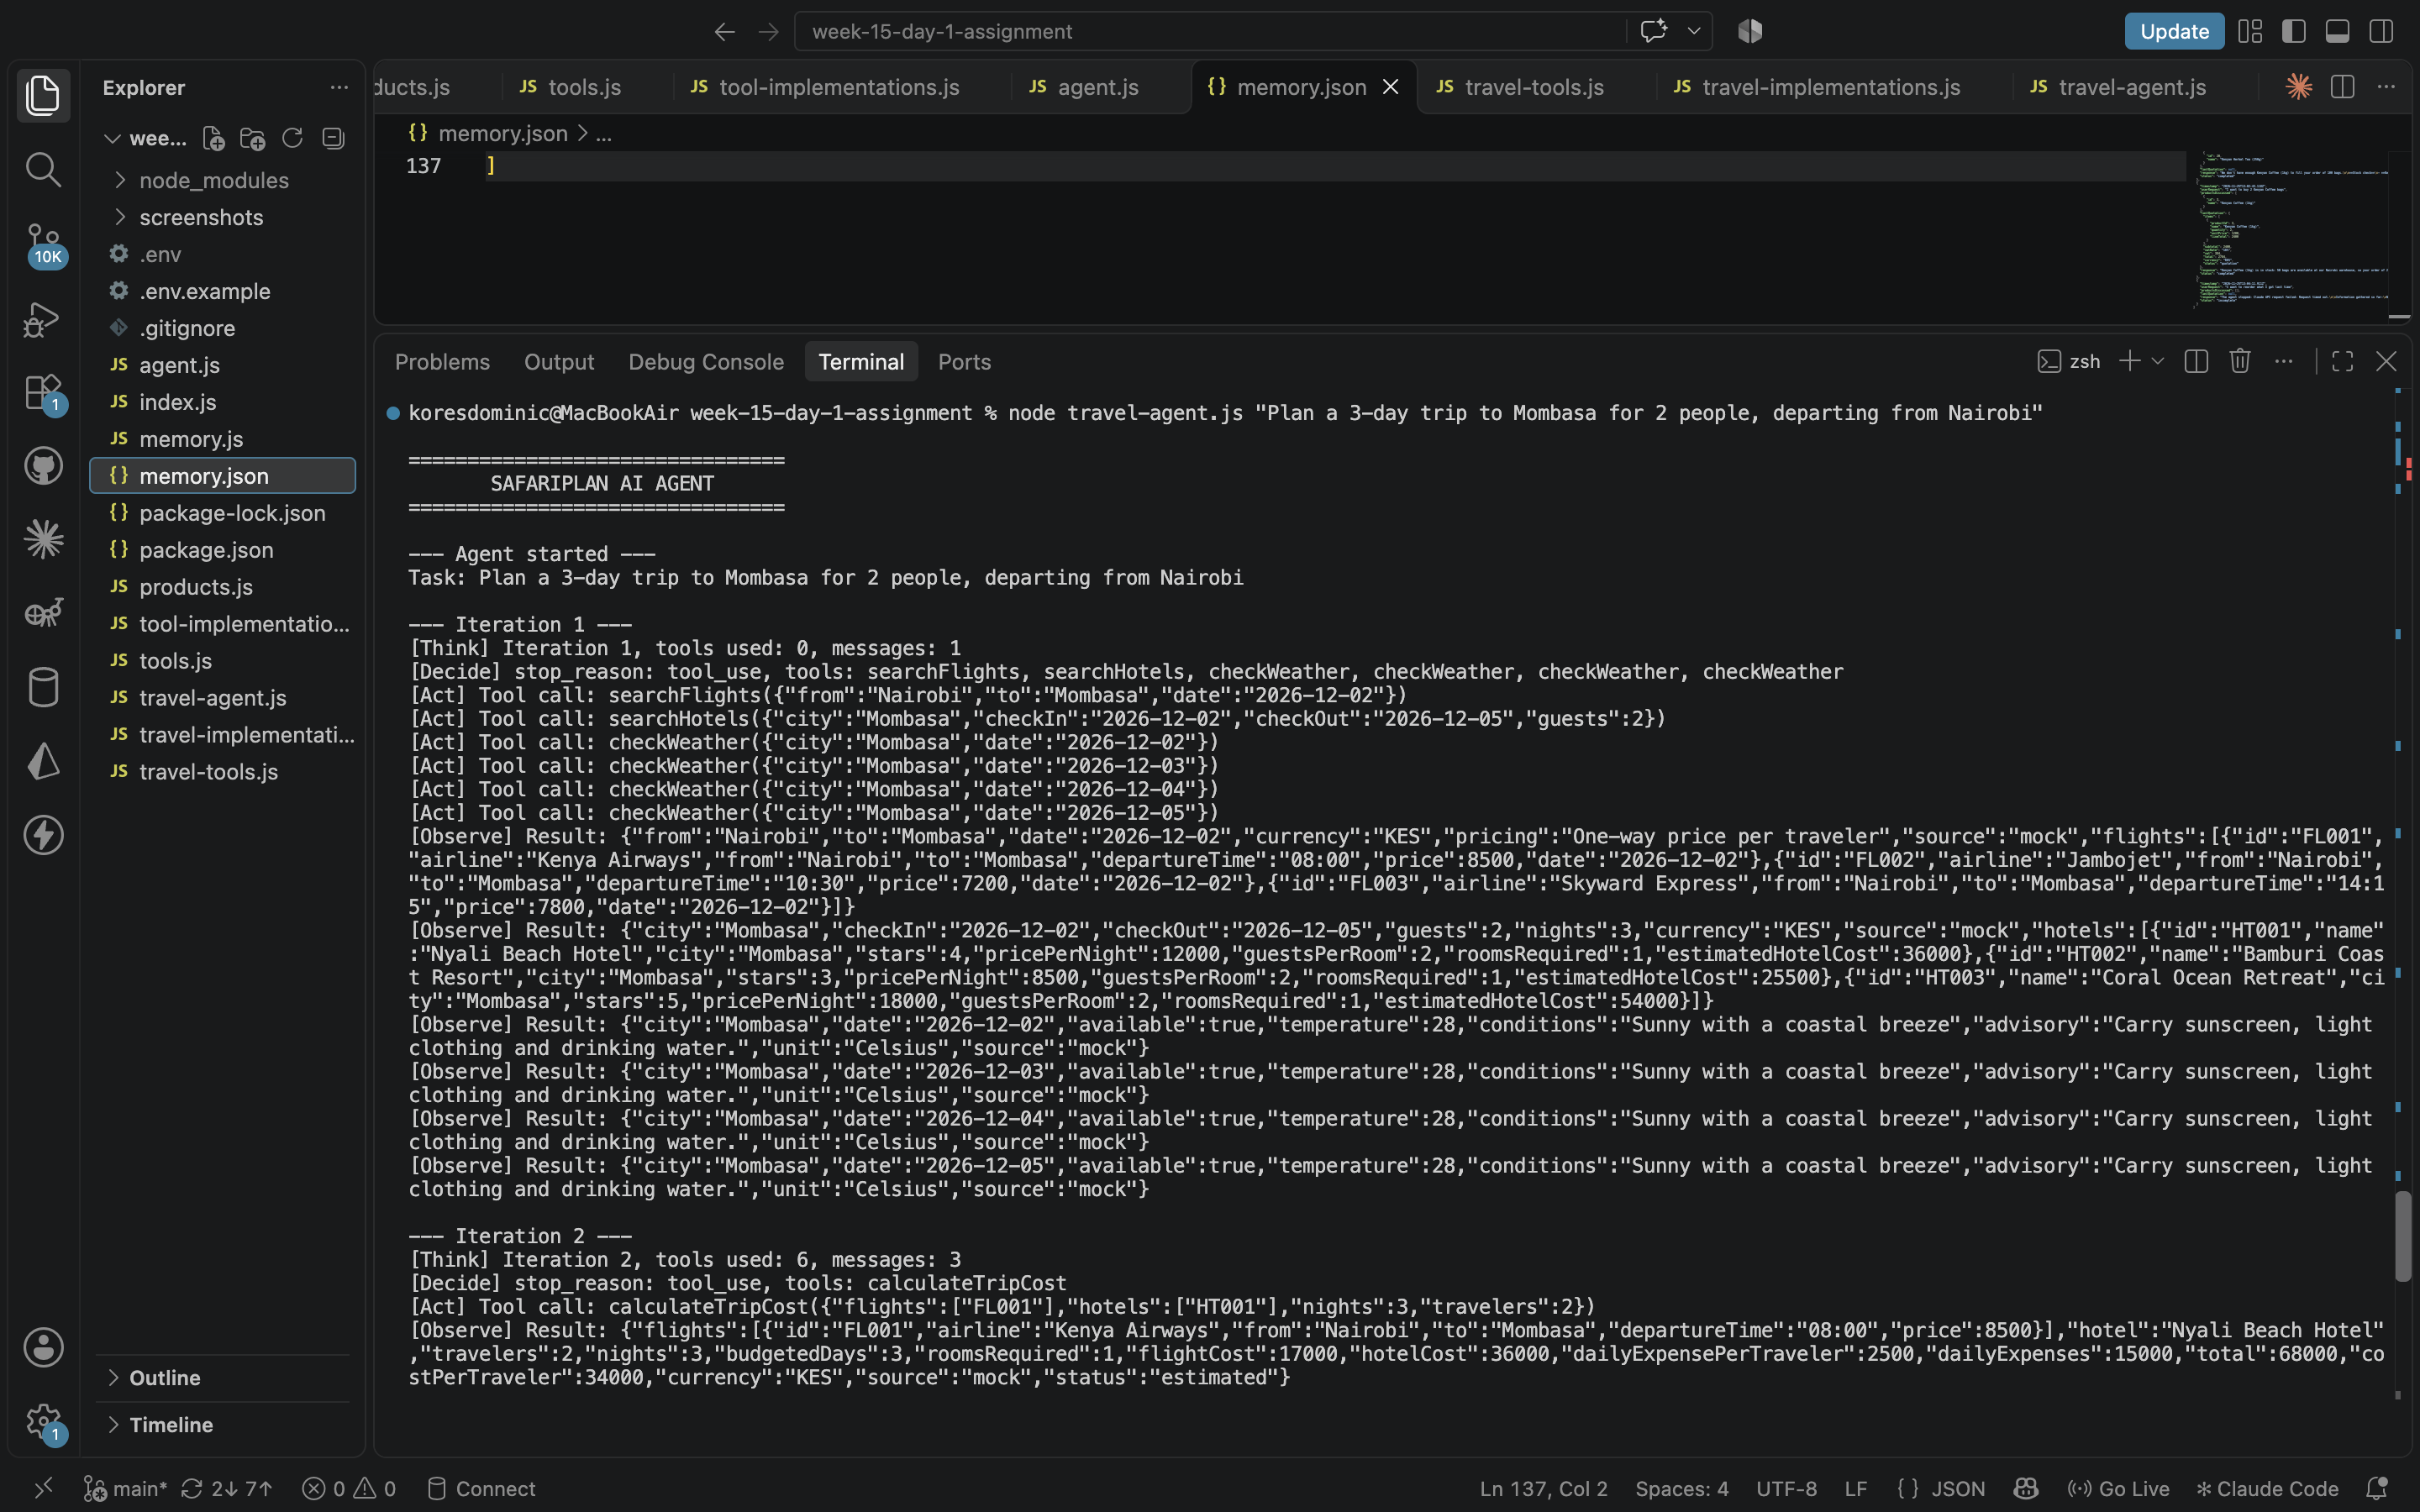 week-15-day-1-assignment
Update
Explorer
ducts.js
JS tools.js
JS tool-implementations.js
JS agent.js
{} memory.json
JS travel-tools.js
JS travel-implementations.js
JS travel-agent.js
wee...
{} memory.json > ...
137 ]
node_modules
screenshots
.env
10K
.env.example
.gitignore
JS agent.js
JS index.js
1
JS memory.js
{} memory.json
{} package-lock.json
{} package.json
JS products.js
JS tool-implementatio...
JS tools.js
JS travel-agent.js
JS travel-implementati...
JS travel-tools.js
Outline
Timeline
1
Problems
Output
Debug Console
Terminal
Ports
zsh
koresdominic@MacBookAir week-15-day-1-assignment % node travel-agent.js "Plan a 3-day trip to Mombasa for 2 people, departing from Nairobi"
================================
SAFARIPLAN AI AGENT
================================
--- Agent started ---
Task: Plan a 3-day trip to Mombasa for 2 people, departing from Nairobi
--- Iteration 1 ---
[Think] Iteration 1, tools used: 0, messages: 1
[Decide] stop_reason: tool_use, tools: searchFlights, searchHotels, checkWeather, checkWeather, checkWeather, checkWeather
[Act] Tool call: searchFlights({"from":"Nairobi","to":"Mombasa","date":"2026-12-02"})
[Act] Tool call: searchHotels({"city":"Mombasa","checkIn":"2026-12-02","checkOut":"2026-12-05","guests":2})
[Act] Tool call: checkWeather({"city":"Mombasa","date":"2026-12-02"})
[Act] Tool call: checkWeather({"city":"Mombasa","date":"2026-12-03"})
[Act] Tool call: checkWeather({"city":"Mombasa","date":"2026-12-04"})
[Act] Tool call: checkWeather({"city":"Mombasa","date":"2026-12-05"})
[Observe] Result: {"from":"Nairobi","to":"Mombasa","date":"2026-12-02","currency":"KES","pricing":"One-way price per traveler","source":"mock","flights":[{"id":"FL001",
"airline":"Kenya Airways","from":"Nairobi","to":"Mombasa","departureTime":"08:00","price":8500,"date":"2026-12-02"},{"id":"FL002","airline":"Jambojet","from":"Nairobi",
"to":"Mombasa","departureTime":"10:30","price":7200,"date":"2026-12-02"},{"id":"FL003","airline":"Skyward Express","from":"Nairobi","to":"Mombasa","departureTime":"14:1
5","price":7800,"date":"2026-12-02"}]}
[Observe] Result: {"city":"Mombasa","checkIn":"2026-12-02","checkOut":"2026-12-05","guests":2,"nights":3,"currency":"KES","source":"mock","hotels":[{"id":"HT001","name"
:"Nyali Beach Hotel","city":"Mombasa","stars":4,"pricePerNight":12000,"guestsPerRoom":2,"roomsRequired":1,"estimatedHotelCost":36000},{"id":"HT002","name":"Bamburi Coas
t Resort","city":"Mombasa","stars":3,"pricePerNight":8500,"guestsPerRoom":2,"roomsRequired":1,"estimatedHotelCost":25500},{"id":"HT003","name":"Coral Ocean Retreat","ci
ty":"Mombasa","stars":5,"pricePerNight":18000,"guestsPerRoom":2,"roomsRequired":1,"estimatedHotelCost":54000}]}
[Observe] Result: {"city":"Mombasa","date":"2026-12-02","available":true,"temperature":28,"conditions":"Sunny with a coastal breeze","advisory":"Carry sunscreen, light
clothing and drinking water.","unit":"Celsius","source":"mock"}
[Observe] Result: {"city":"Mombasa","date":"2026-12-03","available":true,"temperature":28,"conditions":"Sunny with a coastal breeze","advisory":"Carry sunscreen, light
clothing and drinking water.","unit":"Celsius","source":"mock"}
[Observe] Result: {"city":"Mombasa","date":"2026-12-04","available":true,"temperature":28,"conditions":"Sunny with a coastal breeze","advisory":"Carry sunscreen, light
clothing and drinking water.","unit":"Celsius","source":"mock"}
[Observe] Result: {"city":"Mombasa","date":"2026-12-05","available":true,"temperature":28,"conditions":"Sunny with a coastal breeze","advisory":"Carry sunscreen, light
clothing and drinking water.","unit":"Celsius","source":"mock"}
--- Iteration 2 ---
[Think] Iteration 2, tools used: 6, messages: 3
[Decide] stop_reason: tool_use, tools: calculateTripCost
[Act] Tool call: calculateTripCost({"flights":["FL001"],"hotels":["HT001"],"nights":3,"travelers":2})
[Observe] Result: {"flights":[{"id":"FL001","airline":"Kenya Airways","from":"Nairobi","to":"Mombasa","departureTime":"08:00","price":8500}],"hotel":"Nyali Beach Hotel"
,"travelers":2,"nights":3,"budgetedDays":3,"roomsRequired":1,"flightCost":17000,"hotelCost":36000,"dailyExpensePerTraveler":2500,"dailyExpenses":15000,"total":68000,"co
stPerTraveler":34000,"currency":"KES","source":"mock","status":"estimated"}
main* 2↓ 7↑
0 0
Connect
Ln 137, Col 2
Spaces: 4
UTF-8
LF
{} JSON
Go Live
Claude Code